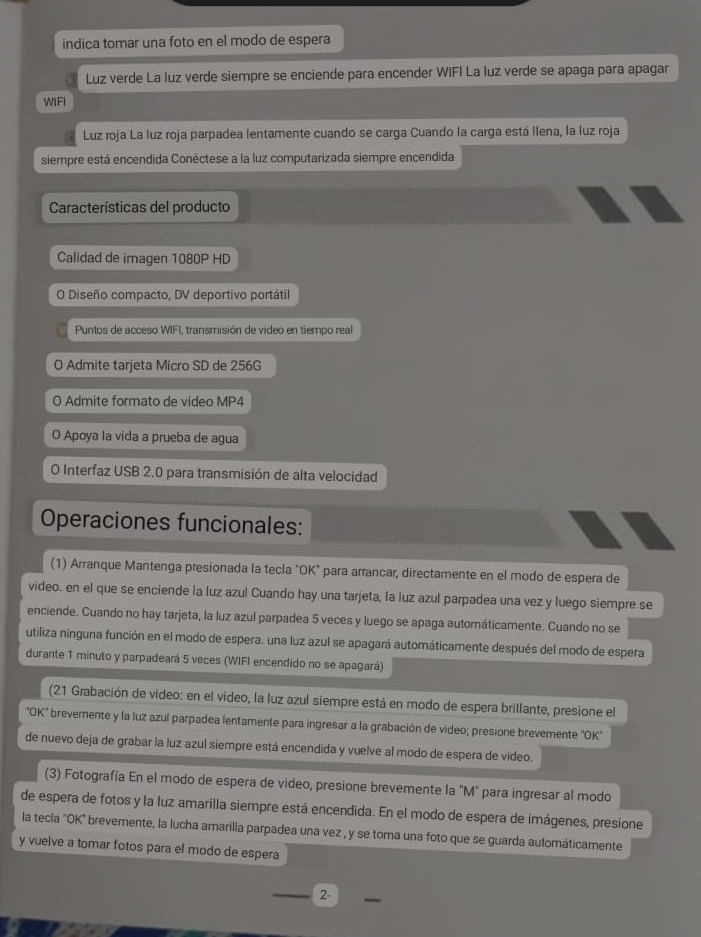 indica tomar una foto en el modo de espera
Luz verde La luz verde siempre se enciende para encender WIFI La luz verde se apaga para apagar
WIFI
Luz roja La luz roja parpadea lentamente cuando se carga Cuando la carga está llena, la luz roja
siempre está encendida Conéctese a la luz computarizada siempre encendida
Características del producto
Calidad de imagen 1080P HD
O Diseño compacto, DV deportivo portátil
Puntos de acceso WIFI, transmisión de video en tiempo real
O Admite tarjeta Micro SD de 256G
O Admite formato de video MP4
O Apoya la vida a prueba de agua
O Interfaz USB 2.0 para transmisión de alta velocidad
Operaciones funcionales:
(1) Arranque Mantenga presionada la tecla "OK" para arrancar, directamente en el modo de espera de
video. en el que se enciende la luz azul Cuando hay una tarjeta, la luz azul parpadea una vez y luego siempre se
enciende. Cuando no hay tarjeta, la luz azul parpadea 5 veces y luego se apaga automáticamente. Cuando no se
utiliza ninguna función en el modo de espera. una luz azul se apagará automáticamente después del modo de espera
durante 1 minuto y parpadeará 5 veces (WIFI encendido no se apagará)
(21 Grabación de video: en el video, la luz azul siempre está en modo de espera brillante, presione el
"OK" brevemente y la luz azul parpadea lentamente para ingresar a la grabación de video; presione brevemente "OK"
de nuevo deja de grabar la luz azul siempre está encendida y vuelve al modo de espera de video.
(3) Fotografía En el modo de espera de video, presione brevemente la "M" para ingresar al modo
de espera de fotos y la luz amarilla siempre está encendida. En el modo de espera de imágenes, presione
la tecla "OK" brevemente, la lucha amarilla parpadea una vez , y se toma una foto que se guarda automáticamente
y vuelve a tomar fotos para el modo de espera
2-